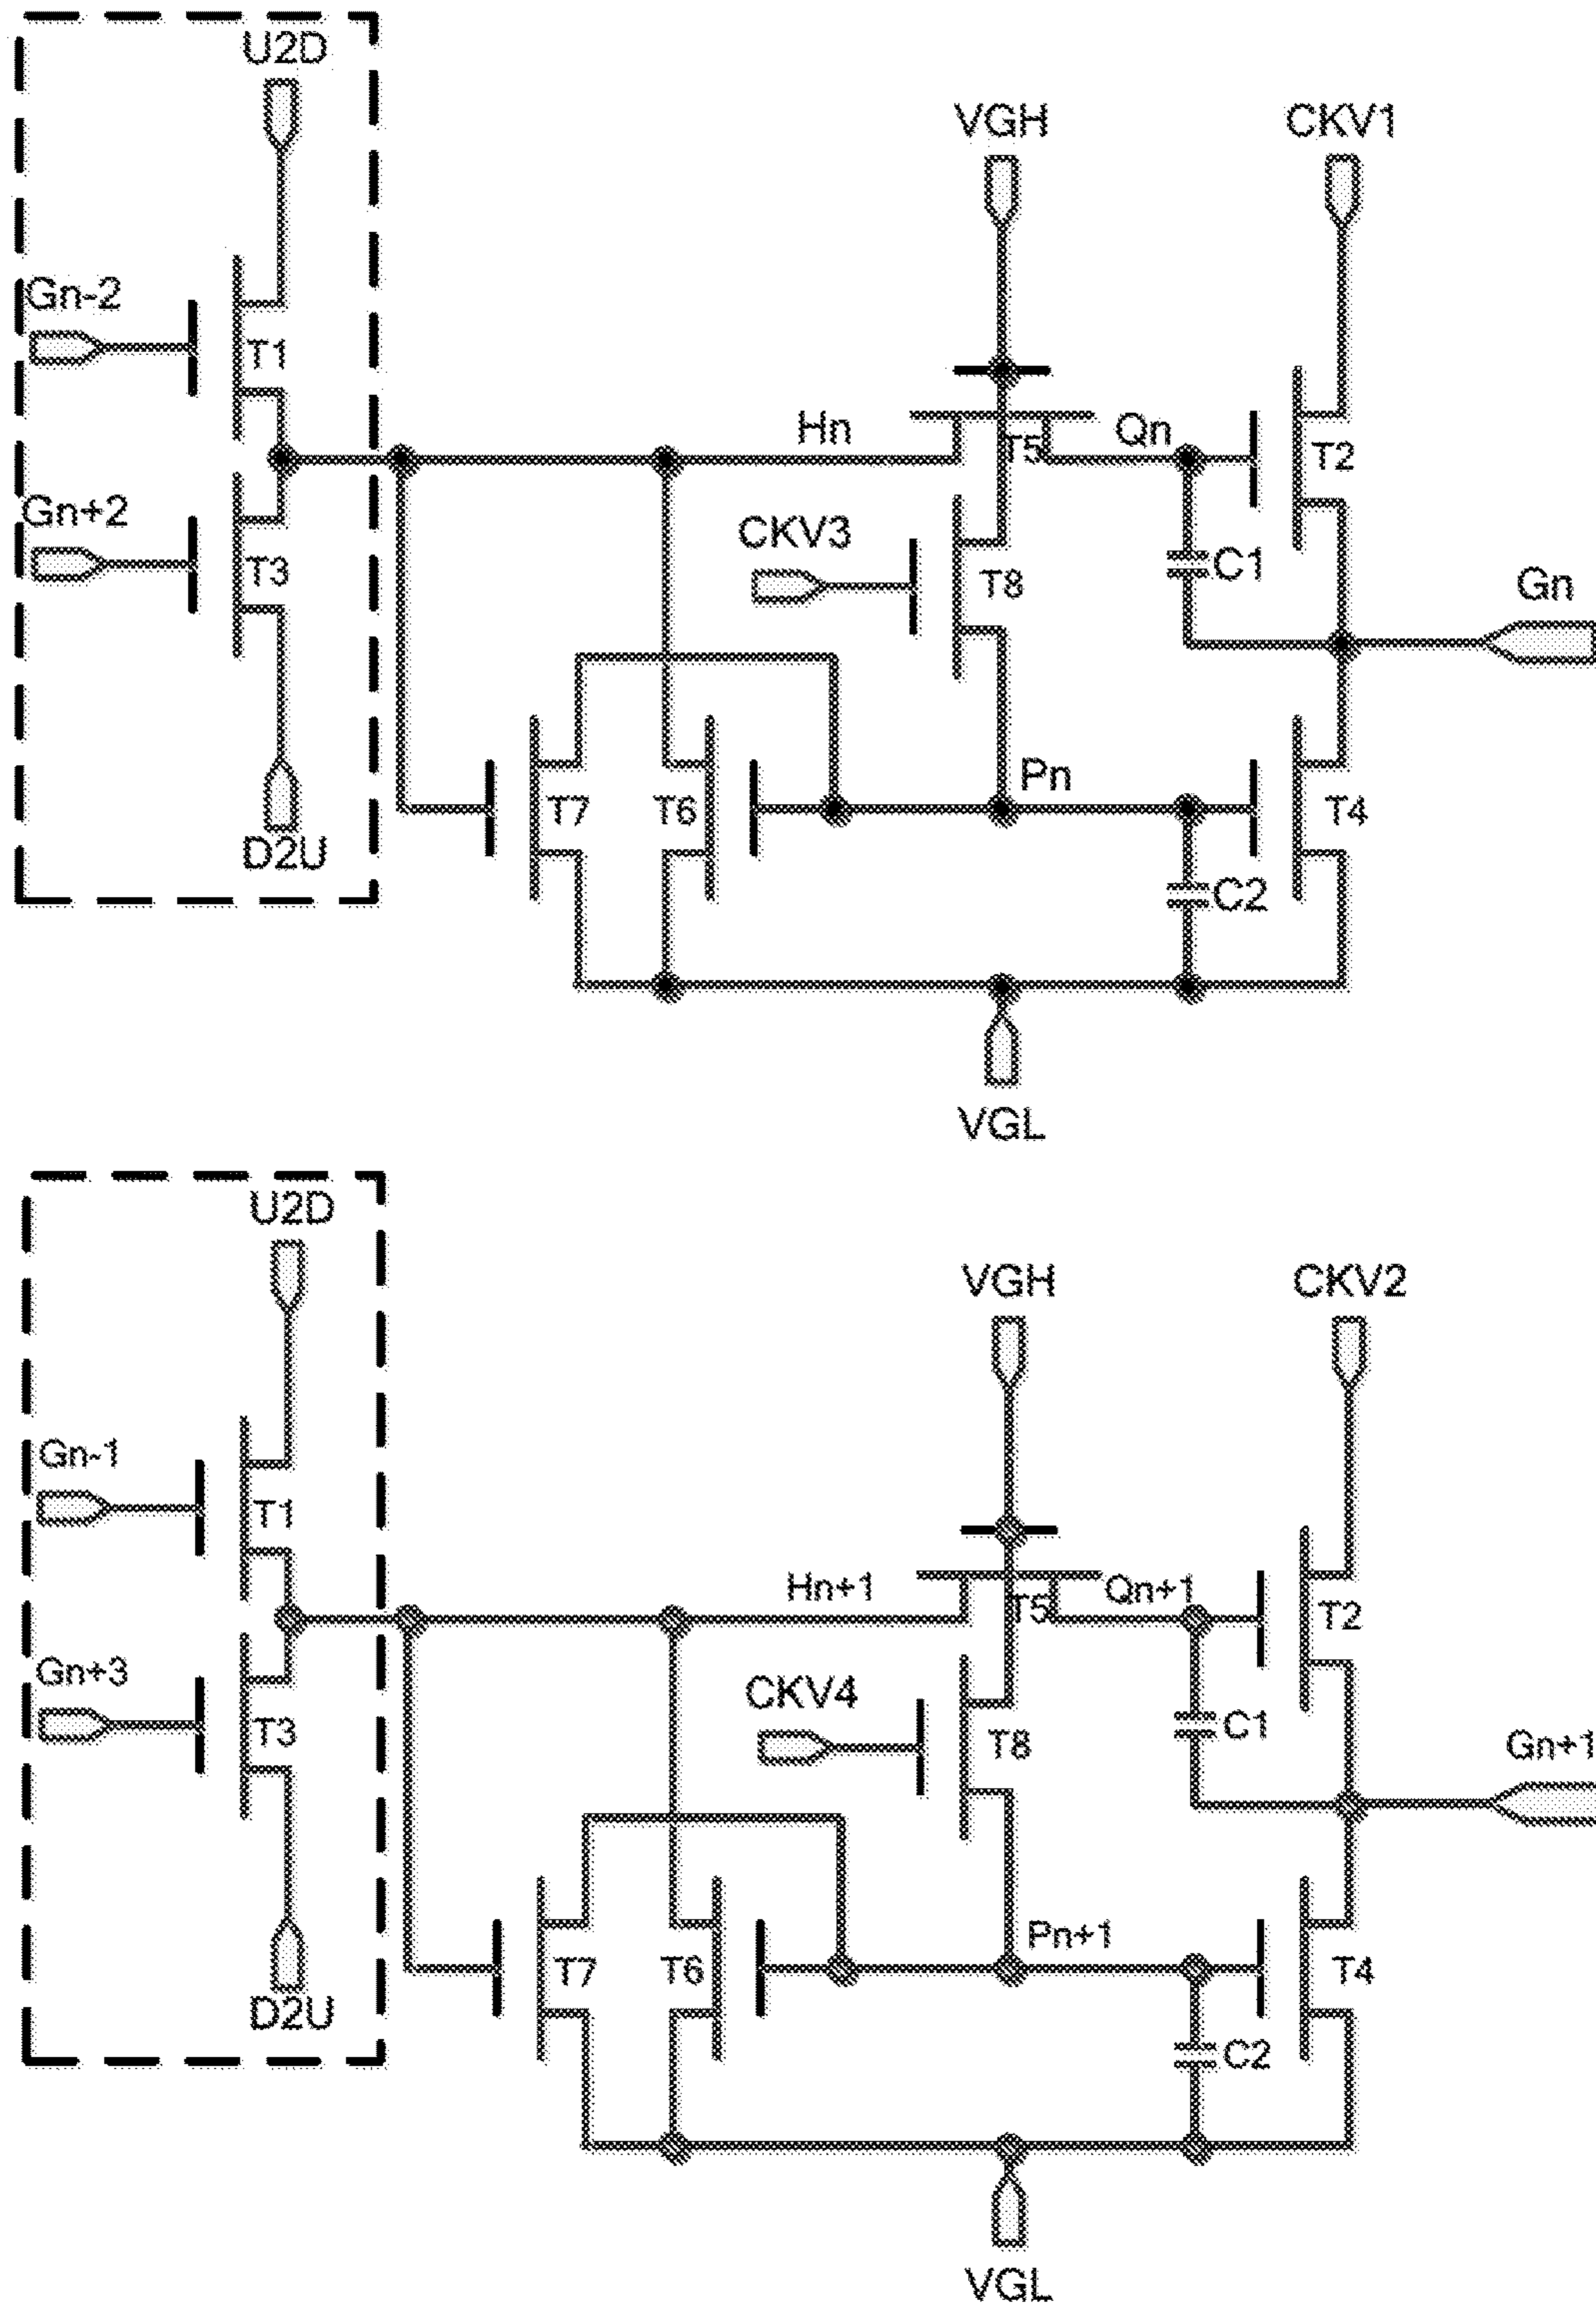 U2D
VGH
CKV1
Gn-2
T1
Hn
T5
Qn
T2
Gn+2
CKV3
T3
T8
C1
Gn
Pn
T7
T6
T4
D2U
C2
VGL
U2D
VGH
CKV2
Gn-1
T1
Hn+1
T5
Qn+1
T2
Gn+3
CKV4
T3
T8
C1
Gn+1
Pn+1
T7
T6
T4
D2U
C2
VGL